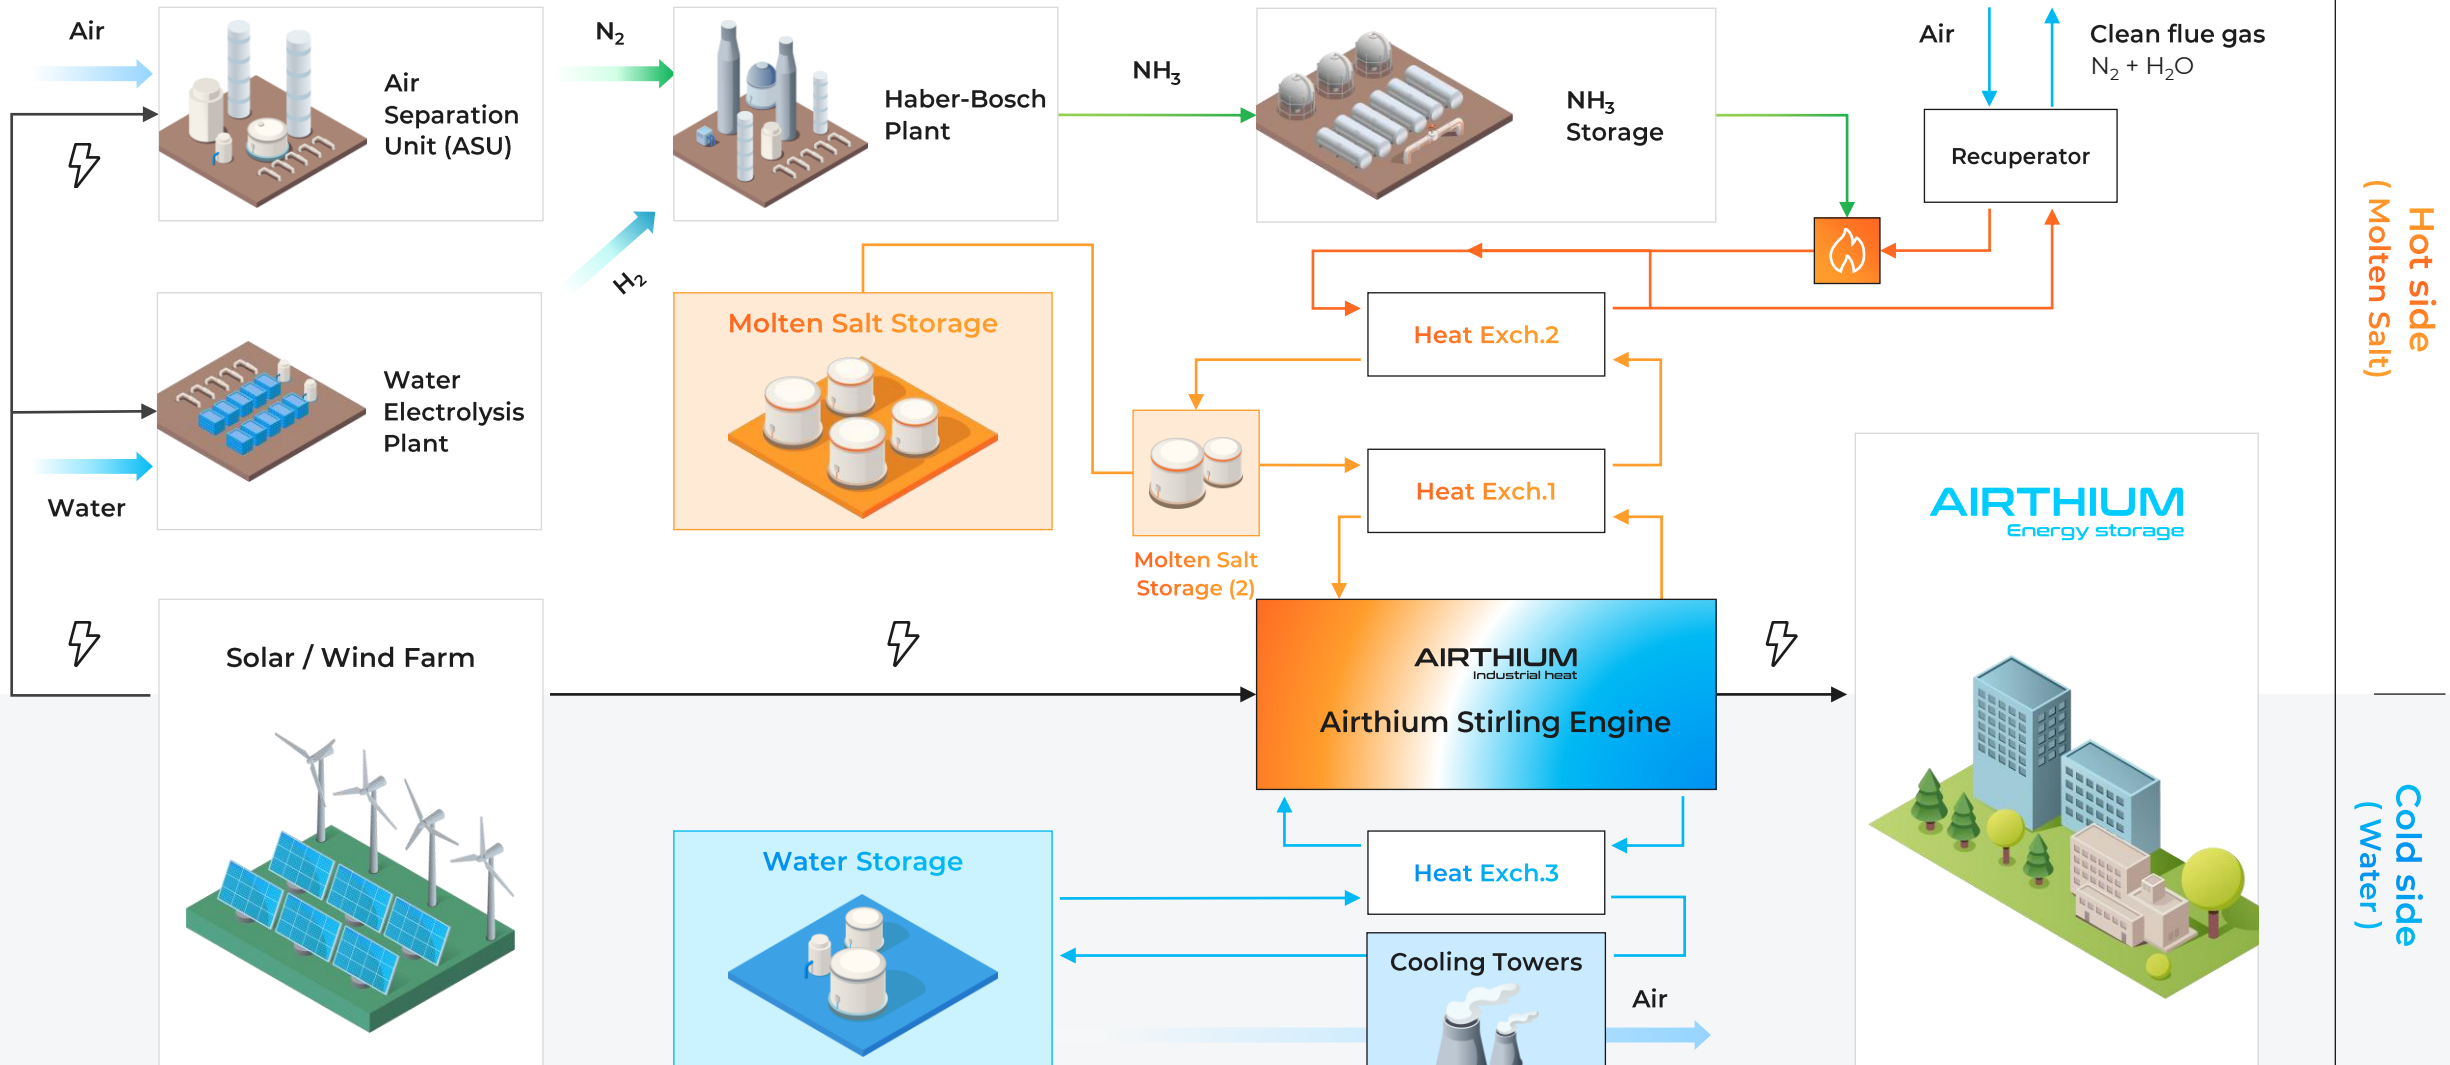 Air
Air
Separation
Unit (ASU)
N₂
H₂
Haber-Bosch
Plant
NH₃
NH₃
Storage
Air
Clean flue gas
N₂ + H₂O
Recuperator
Hot side
( Molten Salt)
Water
Electrolysis
Plant
Water
Molten Salt Storage
Heat Exch.2
Heat Exch.1
Molten Salt
Storage (2)
AIRTHIUM
Energy storage
Solar / Wind Farm
AIRTHIUM
Industrial heat
Airthium Stirling Engine
Water Storage
Heat Exch.3
Cooling Towers
Air
Cold side
( Water )